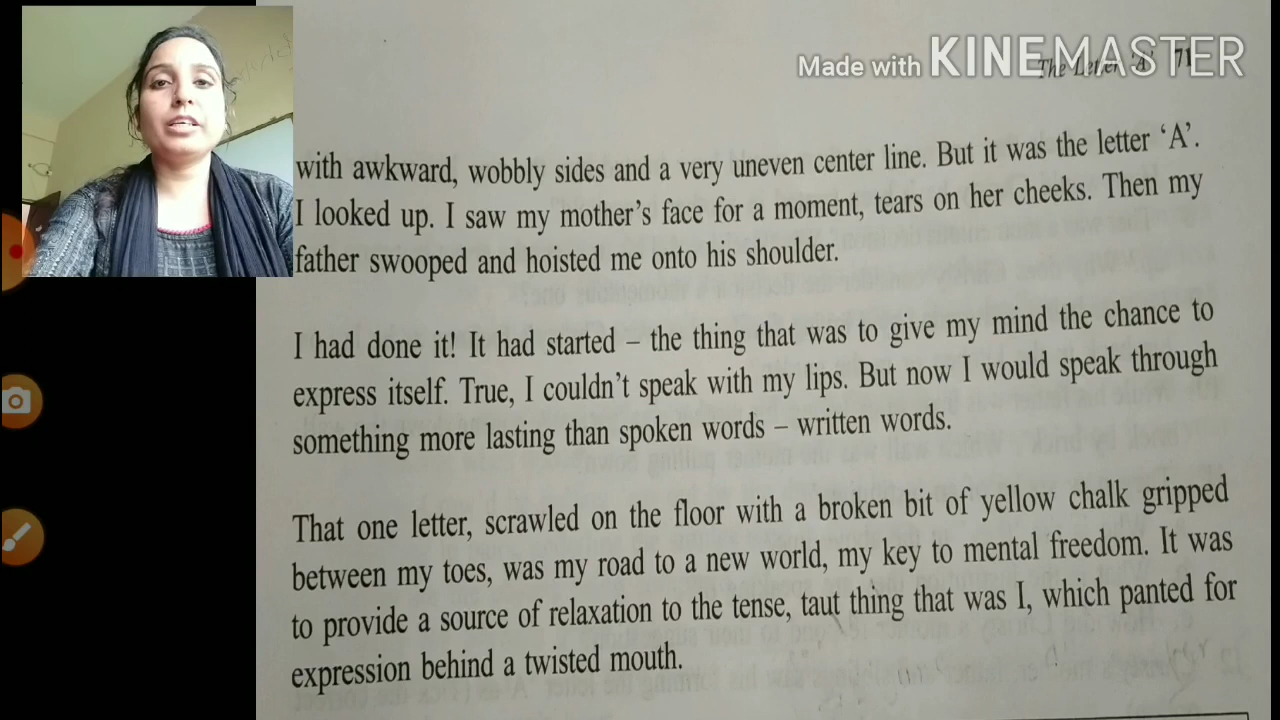 Made with KINEMASTER
The Letter 'A' 71
with awkward, wobbly sides and a very uneven center line. But it was the letter 'A'.
I looked up. I saw my mother's face for a moment, tears on her cheeks. Then my
father swooped and hoisted me onto his shoulder.
I had done it! It had started – the thing that was to give my mind the chance to
express itself. True, I couldn't speak with my lips. But now I would speak through
something more lasting than spoken words – written words.
That one letter, scrawled on the floor with a broken bit of yellow chalk gripped
between my toes, was my road to a new world, my key to mental freedom. It was
to provide a source of relaxation to the tense, taut thing that was I, which panted for
expression behind a twisted mouth.